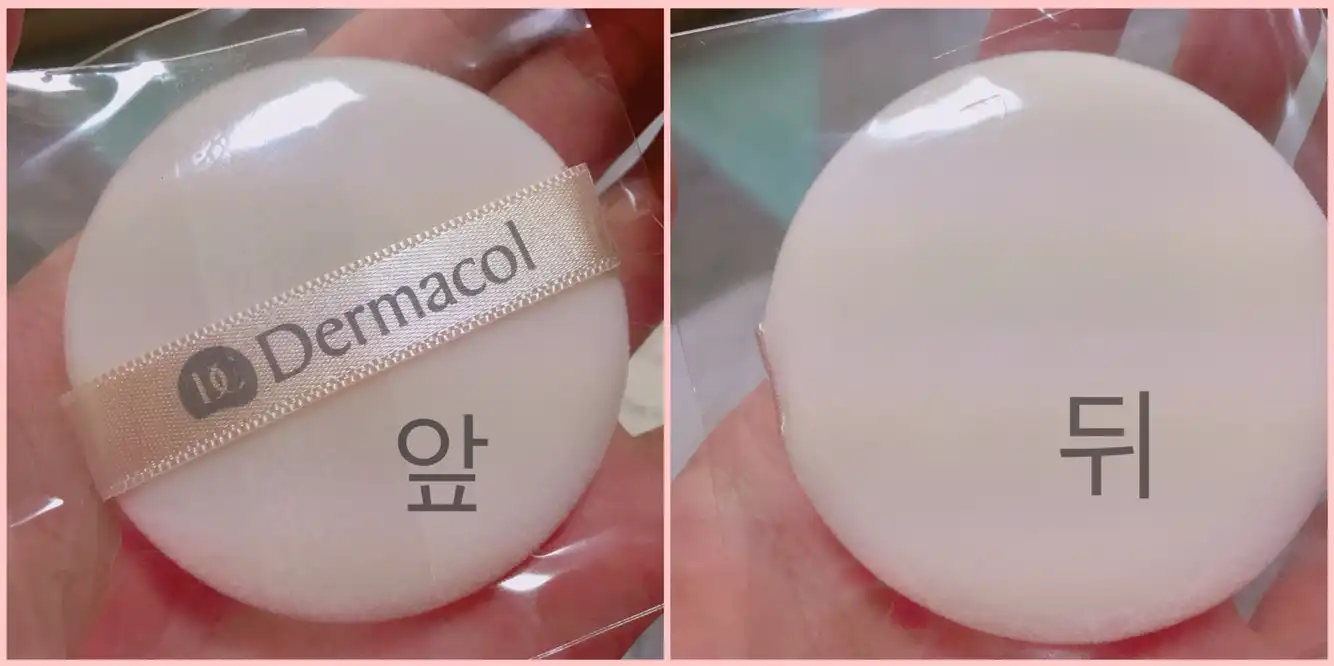 DC Dermacol
앞
뒤